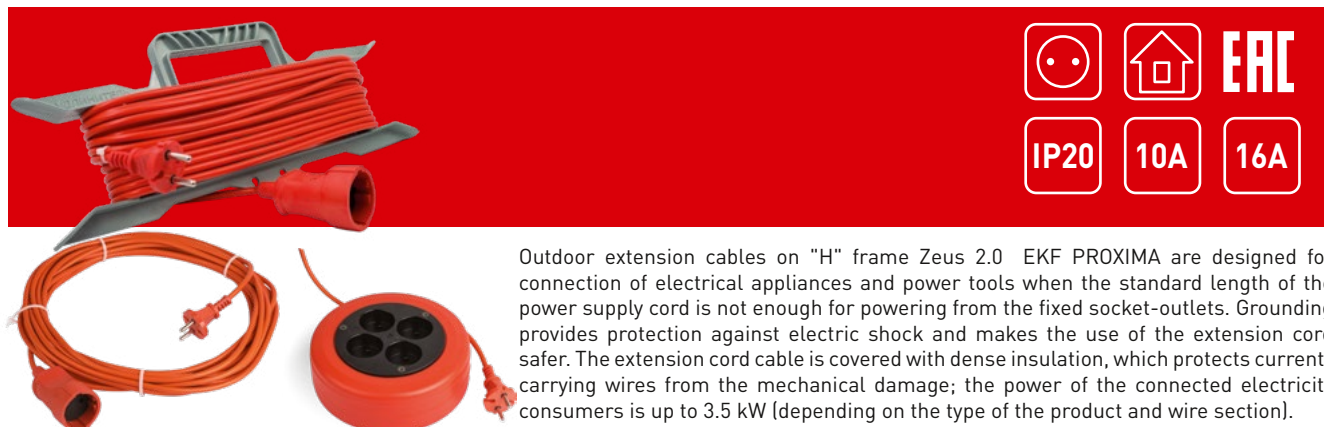 EAC
IP20 10A 16A
Outdoor extension cables on "H" frame Zeus 2.0 EKF PROXIMA are designed fo
connection of electrical appliances and power tools when the standard length of th
power supply cord is not enough for powering from the fixed socket-outlets. Grounding
provides protection against electric shock and makes the use of the extension cor
safer. The extension cord cable is covered with dense insulation, which protects current
carrying wires from the mechanical damage; the power of the connected electricit
consumers is up to 3.5 kW (depending on the type of the product and wire section).